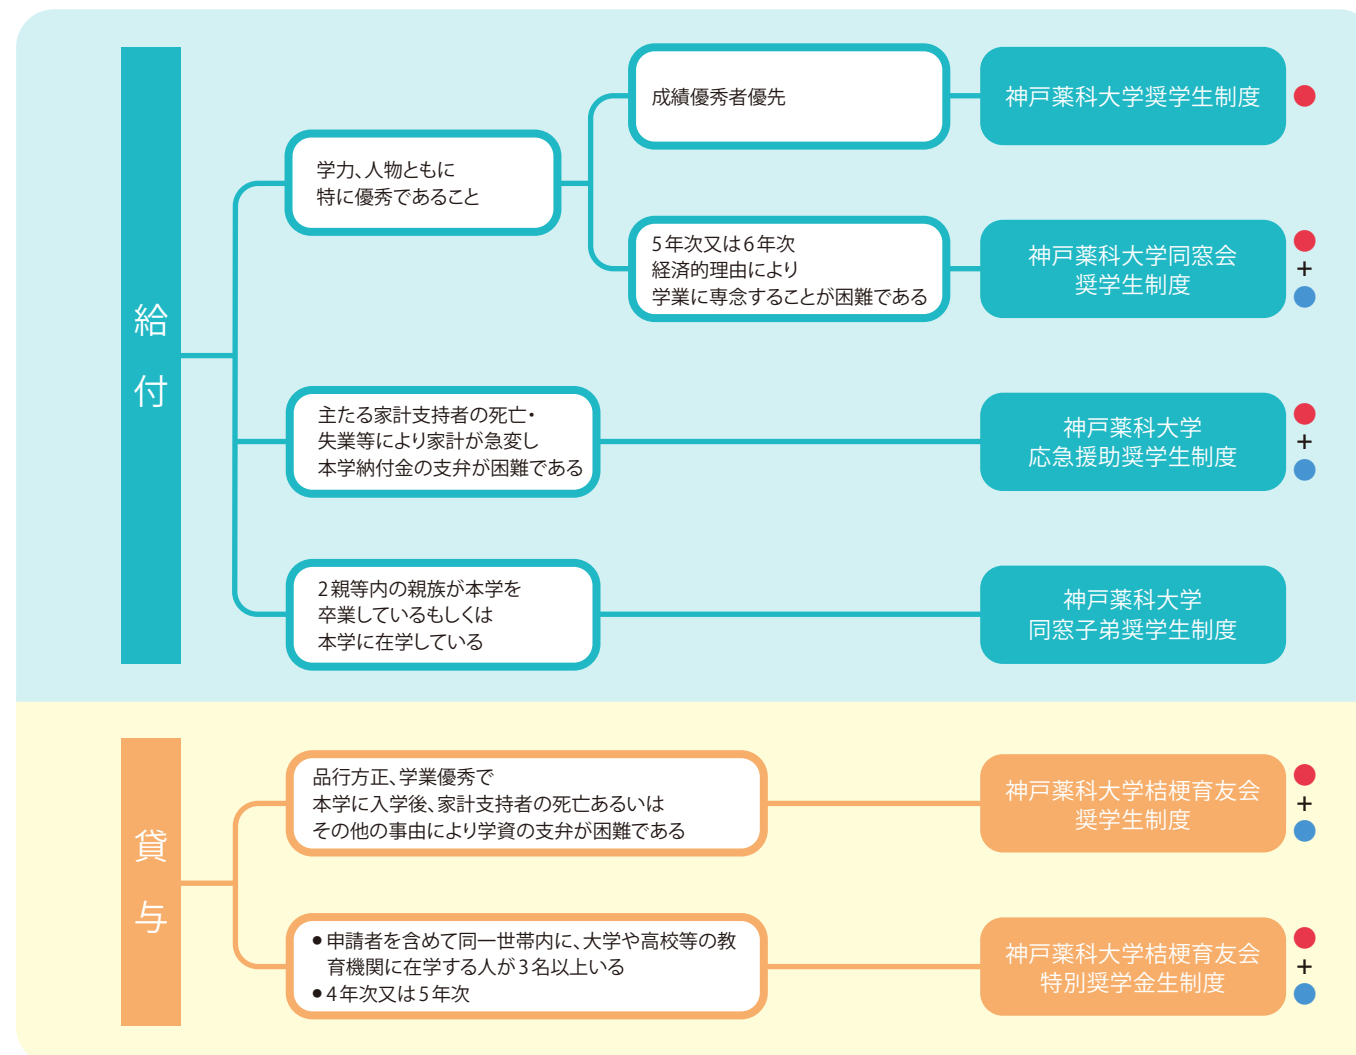 給付
学力、人物ともに
特に優秀であること
成績優秀者優先
神戸薬科大学奨学生制度
5年次又は6年次
経済的理由により
学業に専念することが困難である
神戸薬科大学同窓会
奨学生制度
+
主たる家計支持者の死亡・
失業等により家計が急変し
本学納付金の支弁が困難である
神戸薬科大学
応急援助奨学生制度
+
2親等内の親族が本学を
卒業しているもしくは
本学に在学している
神戸薬科大学
同窓子弟奨学生制度
貸与
品行方正、学業優秀で
本学に入学後、家計支持者の死亡あるいは
その他の事由により学資の支弁が困難である
神戸薬科大学桔梗育友会
奨学生制度
+
●申請者を含めて同一世帯内に、大学や高校等の教
育機関に在学する人が3名以上いる
●4年次又は5年次
神戸薬科大学桔梗育友会
特別奨学金生制度
+